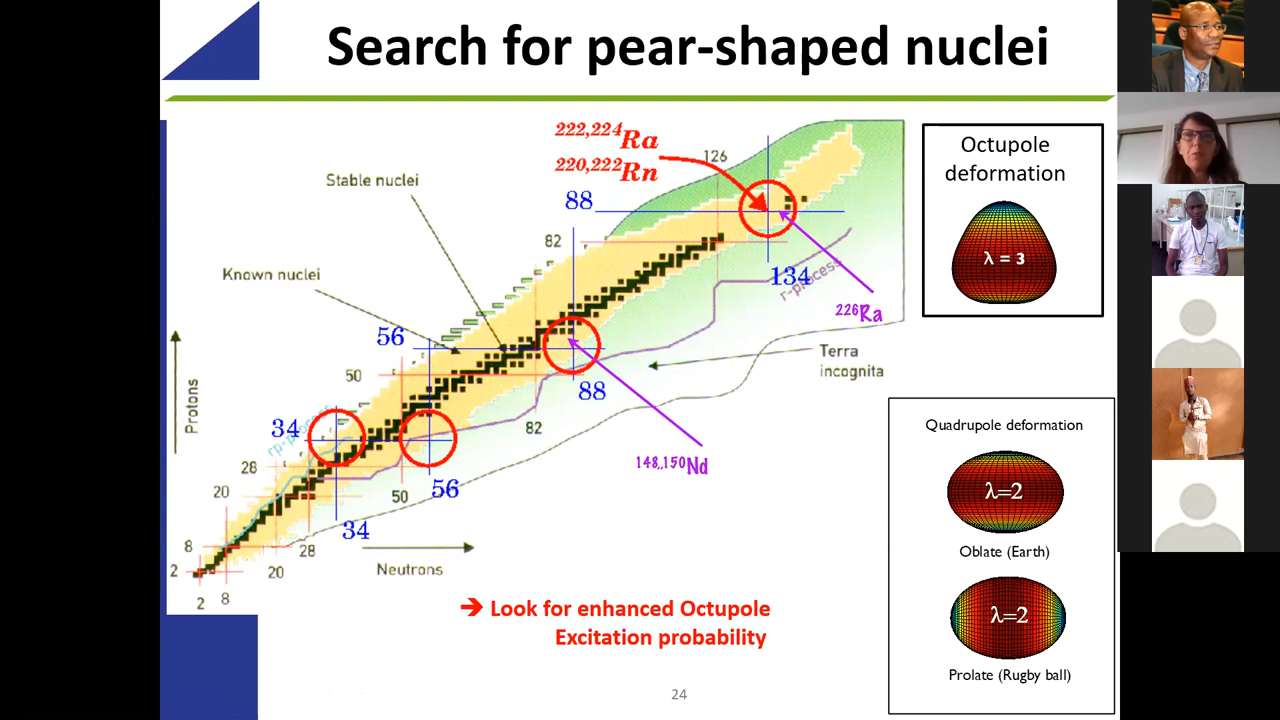 Search for pear-shaped nuclei
222,224Ra
220,222Rn
126
Stable nuclei
88
82
Known nuclei
134
r-process
226Ra
56
50
Terra
incognita
88
82
Protons
34
rp-process
148,,150Nd
28
20
50
56
34
8
28
Neutrons
2
20
2
8
➔ Look for enhanced Octupole
Excitation probability
24
Octupole
deformation
λ = 3
Quadrupole deformation
λ=2
Oblate (Earth)
λ=2
Prolate (Rugby ball)